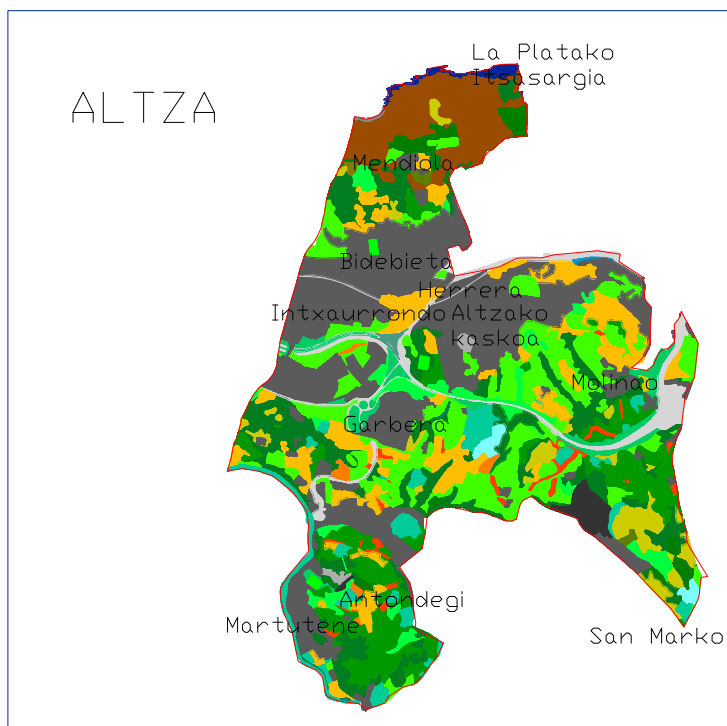 La Platako
Itsasargia
ALTZA
Mendiola
Bidebieta
Herrera
Intxaurrondo
Altzako
kaskoa
Molinao
Garbera
Antondegi
Martutene
San Marko